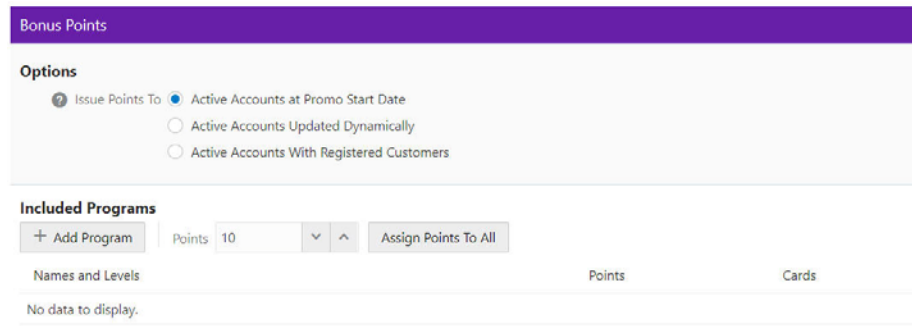 Bonus Points
Options
? Issue Points To Active Accounts at Promo Start Date
Active Accounts Updated Dynamically
Active Accounts With Registered Customers
Included Programs
+ Add Program Points 10 Assign Points To All
Names and Levels Points Cards
No data to display.